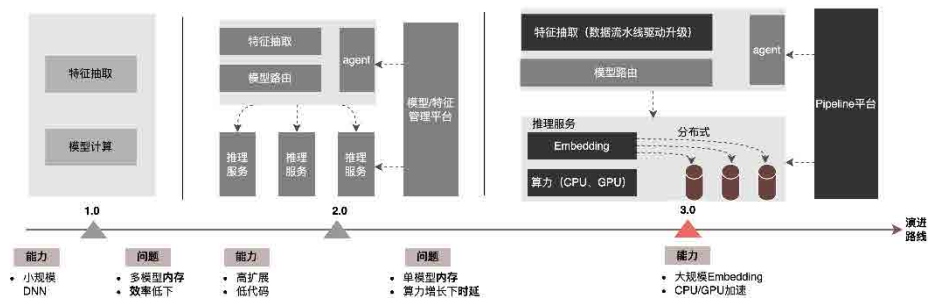 特征抽取
模型计算
特征抽取
模型路由
agent
推理
服务
推理
服务
推理
服务
模型/特征
管理平台
特征抽取（数据流水线驱动升级）
模型路由
agent
推理服务
Embedding
分布式
算力（CPU、GPU）
Pipeline平台
1.0
2.0
3.0
演进
路线
能力
• 小规模
DNN
问题
• 多模型内存
• 效率低下
能力
• 高扩展
• 低代码
问题
• 单模型内存
• 算力增长下时延
能力
• 大规模Embedding
• CPU/GPU加速